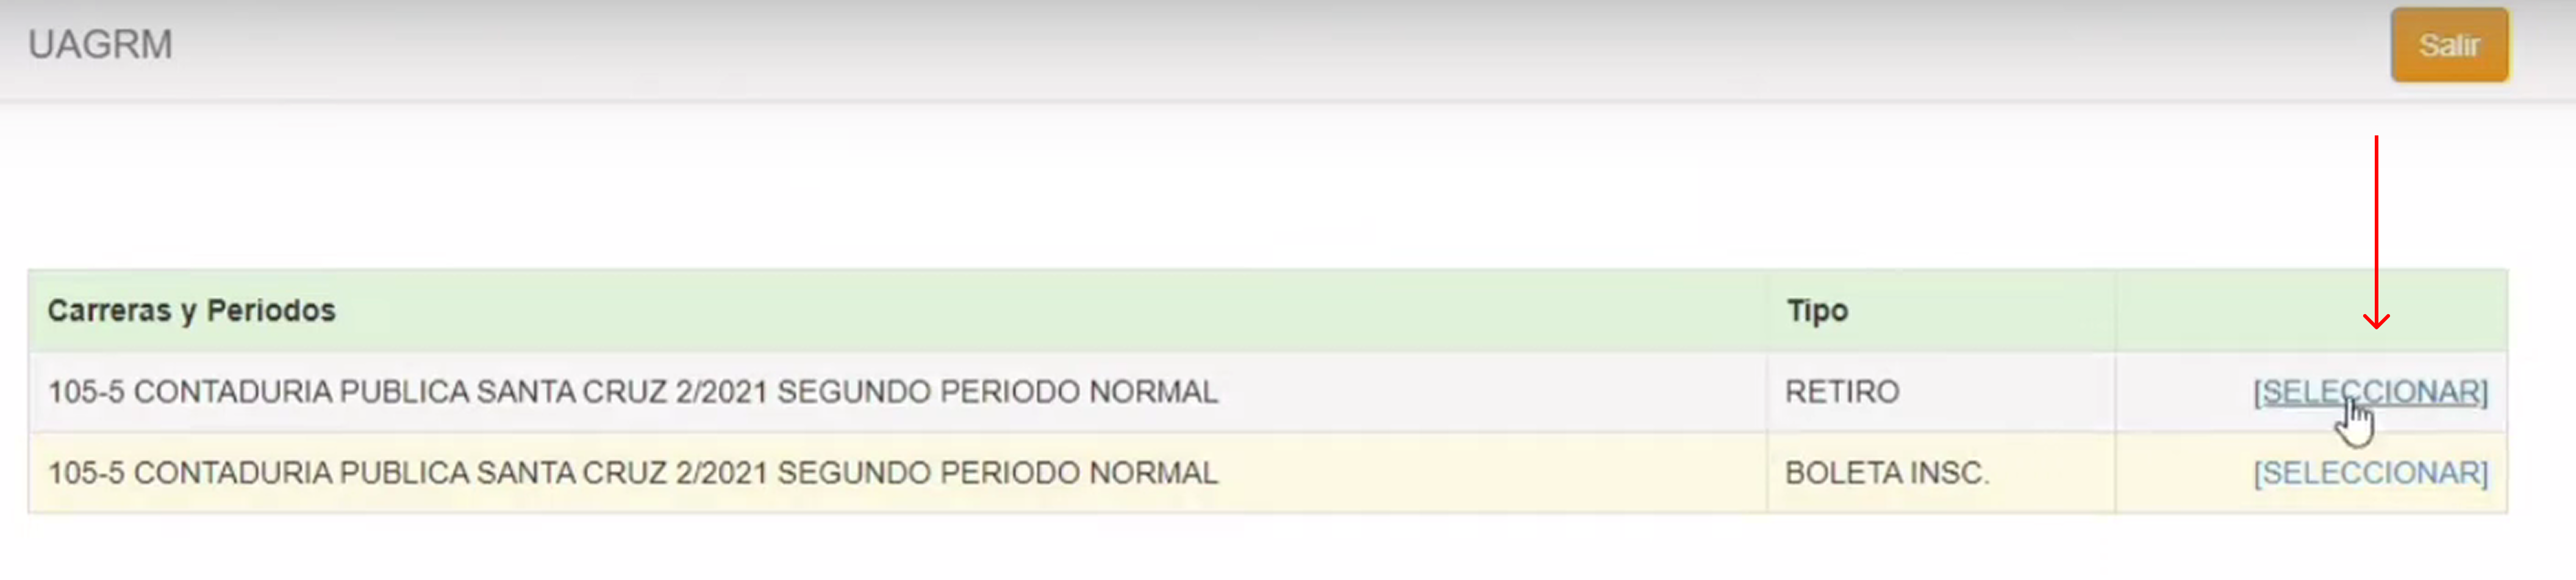 UAGRM Salir
Carreras y Periodos Tipo
105-5 CONTADURIA PUBLICA SANTA CRUZ 2/2021 SEGUNDO PERIODO NORMAL RETIRO [SELECCIONAR]
105-5 CONTADURIA PUBLICA SANTA CRUZ 2/2021 SEGUNDO PERIODO NORMAL BOLETA INSC. [SELECCIONAR]